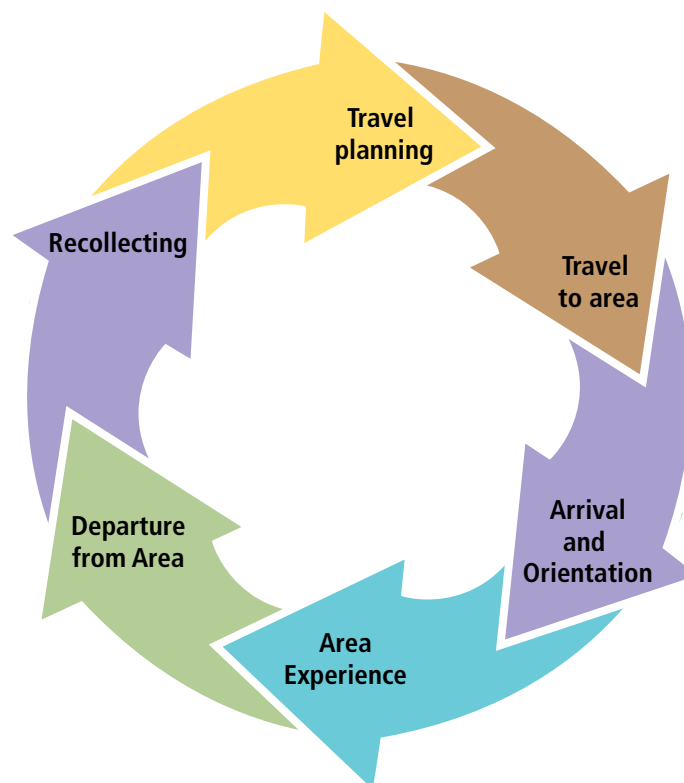 Travel
planning
Travel
to area
Arrival
and
Orientation
Area
Experience
Departure
from Area
Recollecting